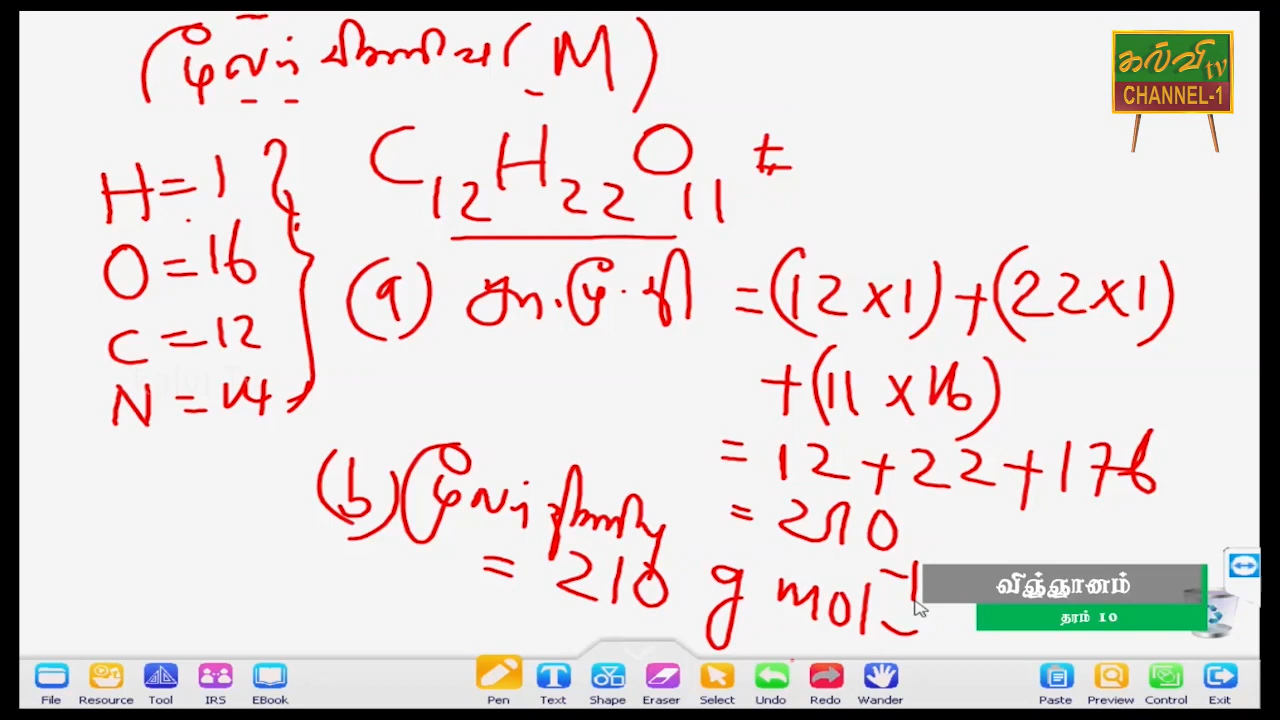 (மூலர் திணிவு (M)
கல்வி tv
CHANNEL-1
C12H22O11
H = 1
O = 16
C = 12
N = 14
(a) சா.மூ.தி = (12 x 1) + (22 x 1)
+ (11 x 16)
= 12 + 22 + 176
= 210
(b) மூலர் திணிவு
= 210 g mol-1
விஞ்ஞானம்
தரம் 10
File Resource Tool IRS EBook Pen Text Shape Eraser Select Undo Redo Wander Paste Preview Control Exit